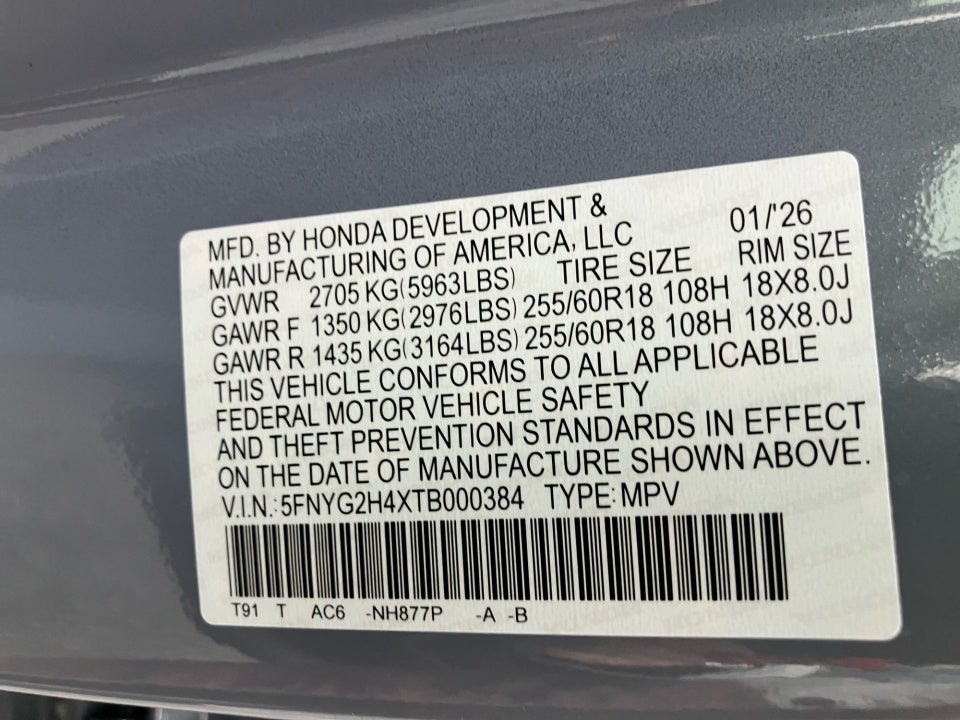 MFD. BY HONDA DEVELOPMENT &
MANUFACTURING OF AMERICA, LLC 01/'26
GVWR 2705 KG(5963LBS) TIRE SIZE RIM SIZE
GAWR F 1350 KG(2976LBS) 255/60R18 108H 18X8.0J
GAWR R 1435 KG(3164LBS) 255/60R18 108H 18X8.0J
THIS VEHICLE CONFORMS TO ALL APPLICABLE
FEDERAL MOTOR VEHICLE SAFETY
AND THEFT PREVENTION STANDARDS IN EFFECT
ON THE DATE OF MANUFACTURE SHOWN ABOVE.
V.I.N.: 5FNYG2H4XTB000384 TYPE: MPV
T91 T AC6 -NH877P -A -B